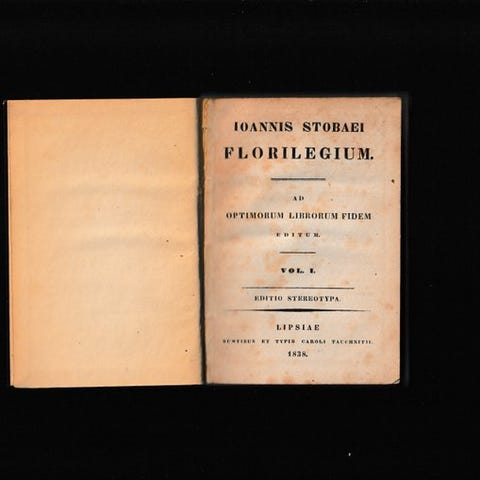 IOANNIS STOBAEI
FLORILEGIUM.
AD
OPTIMORUM LIBRORUM FIDEM
EDITUM.
VOL. I.
EDITIO STEREOTYPA
LIPSIAE
SUMTIBUS ET TYPIS CAROLI TAUCHNITII.
1838.